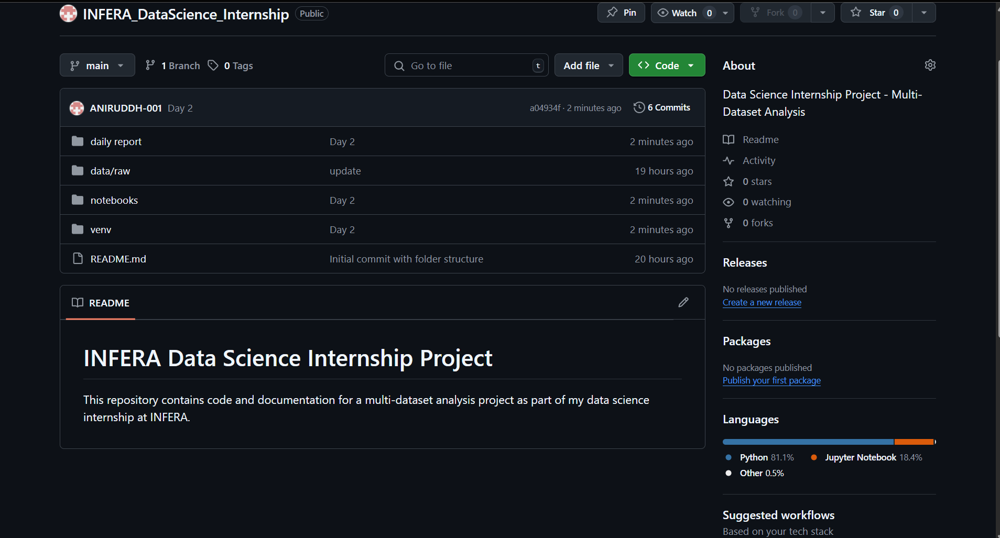 INFERA_DataScience_Internship Public
Pin Watch 0 Fork 0 Star 0
main 1 Branch 0 Tags Go to file t Add file Code
ANIRUDDH-001 Day 2 a04934f · 2 minutes ago 6 Commits
daily report Day 2 2 minutes ago
data/raw update 19 hours ago
notebooks Day 2 2 minutes ago
venv Day 2 2 minutes ago
README.md Initial commit with folder structure 20 hours ago
README
INFERA Data Science Internship Project
This repository contains code and documentation for a multi-dataset analysis project as part of my data science
internship at INFERA.
About
Data Science Internship Project - Multi-
Dataset Analysis
Readme
Activity
0 stars
0 watching
0 forks
Releases
No releases published
Create a new release
Packages
No packages published
Publish your first package
Languages
Python 81.1% Jupyter Notebook 18.4%
Other 0.5%
Suggested workflows
Based on your tech stack